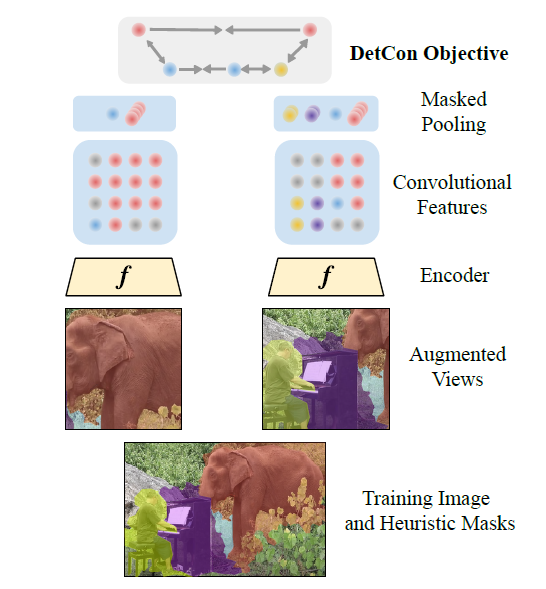 DetCon Objective
Masked
Pooling
Convolutional
Features
f
f
Encoder
Augmented
Views
Training Image
and Heuristic Masks